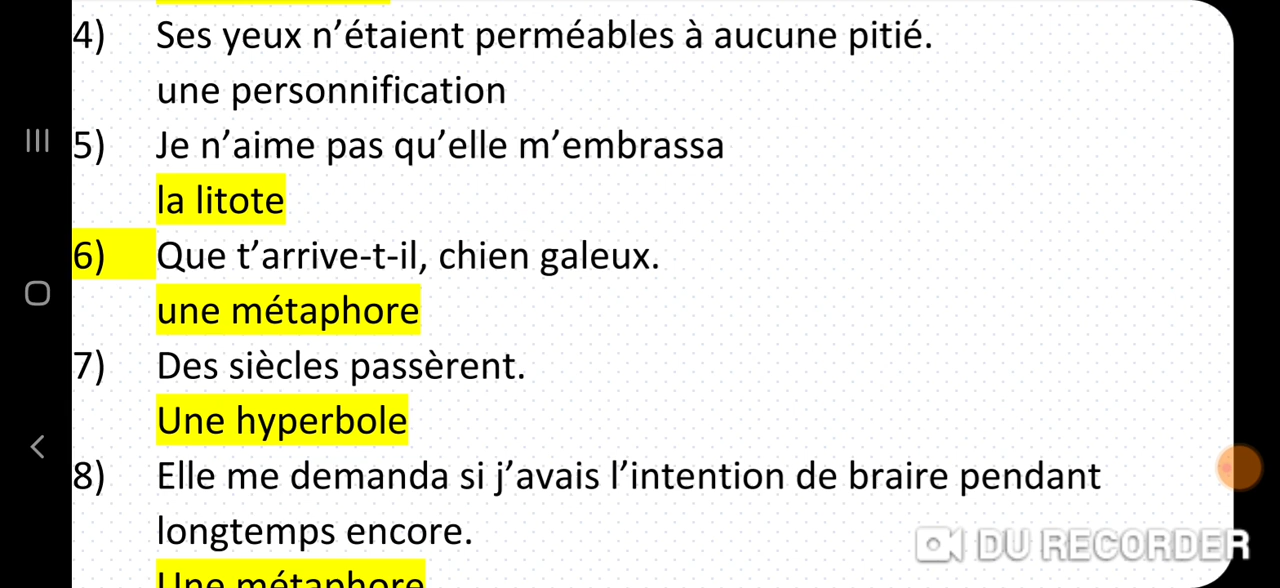 4) Ses yeux n’étaient perméables à aucune pitié.
une personnification
5) Je n’aime pas qu’elle m’embrassa
la litote
6) Que t’arrive-t-il, chien galeux.
une métaphore
7) Des siècles passèrent.
Une hyperbole
8) Elle me demanda si j’avais l’intention de braire pendant
longtemps encore.
Une métaphore
DU RECORDER